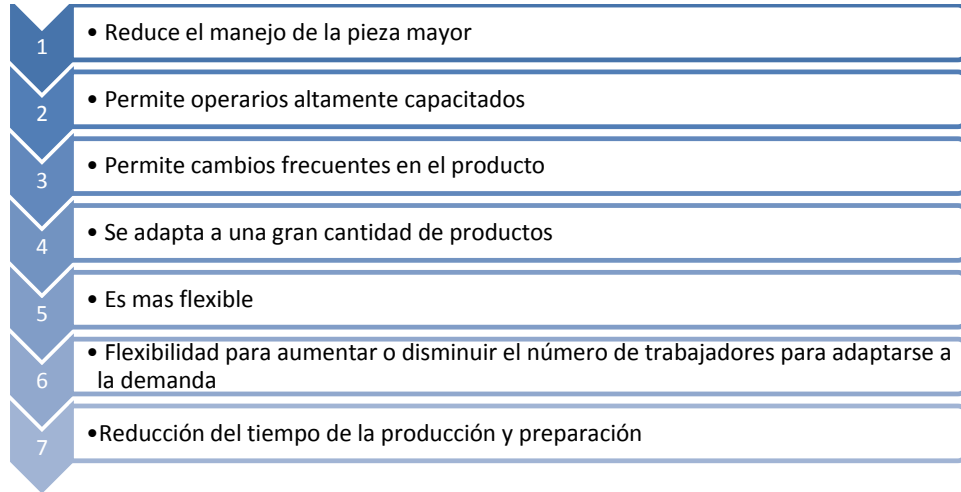 1
• Reduce el manejo de la pieza mayor
2
• Permite operarios altamente capacitados
3
• Permite cambios frecuentes en el producto
4
• Se adapta a una gran cantidad de productos
5
• Es mas flexible
6
• Flexibilidad para aumentar o disminuir el número de trabajadores para adaptarse a
la demanda
7
•Reducción del tiempo de la producción y preparación